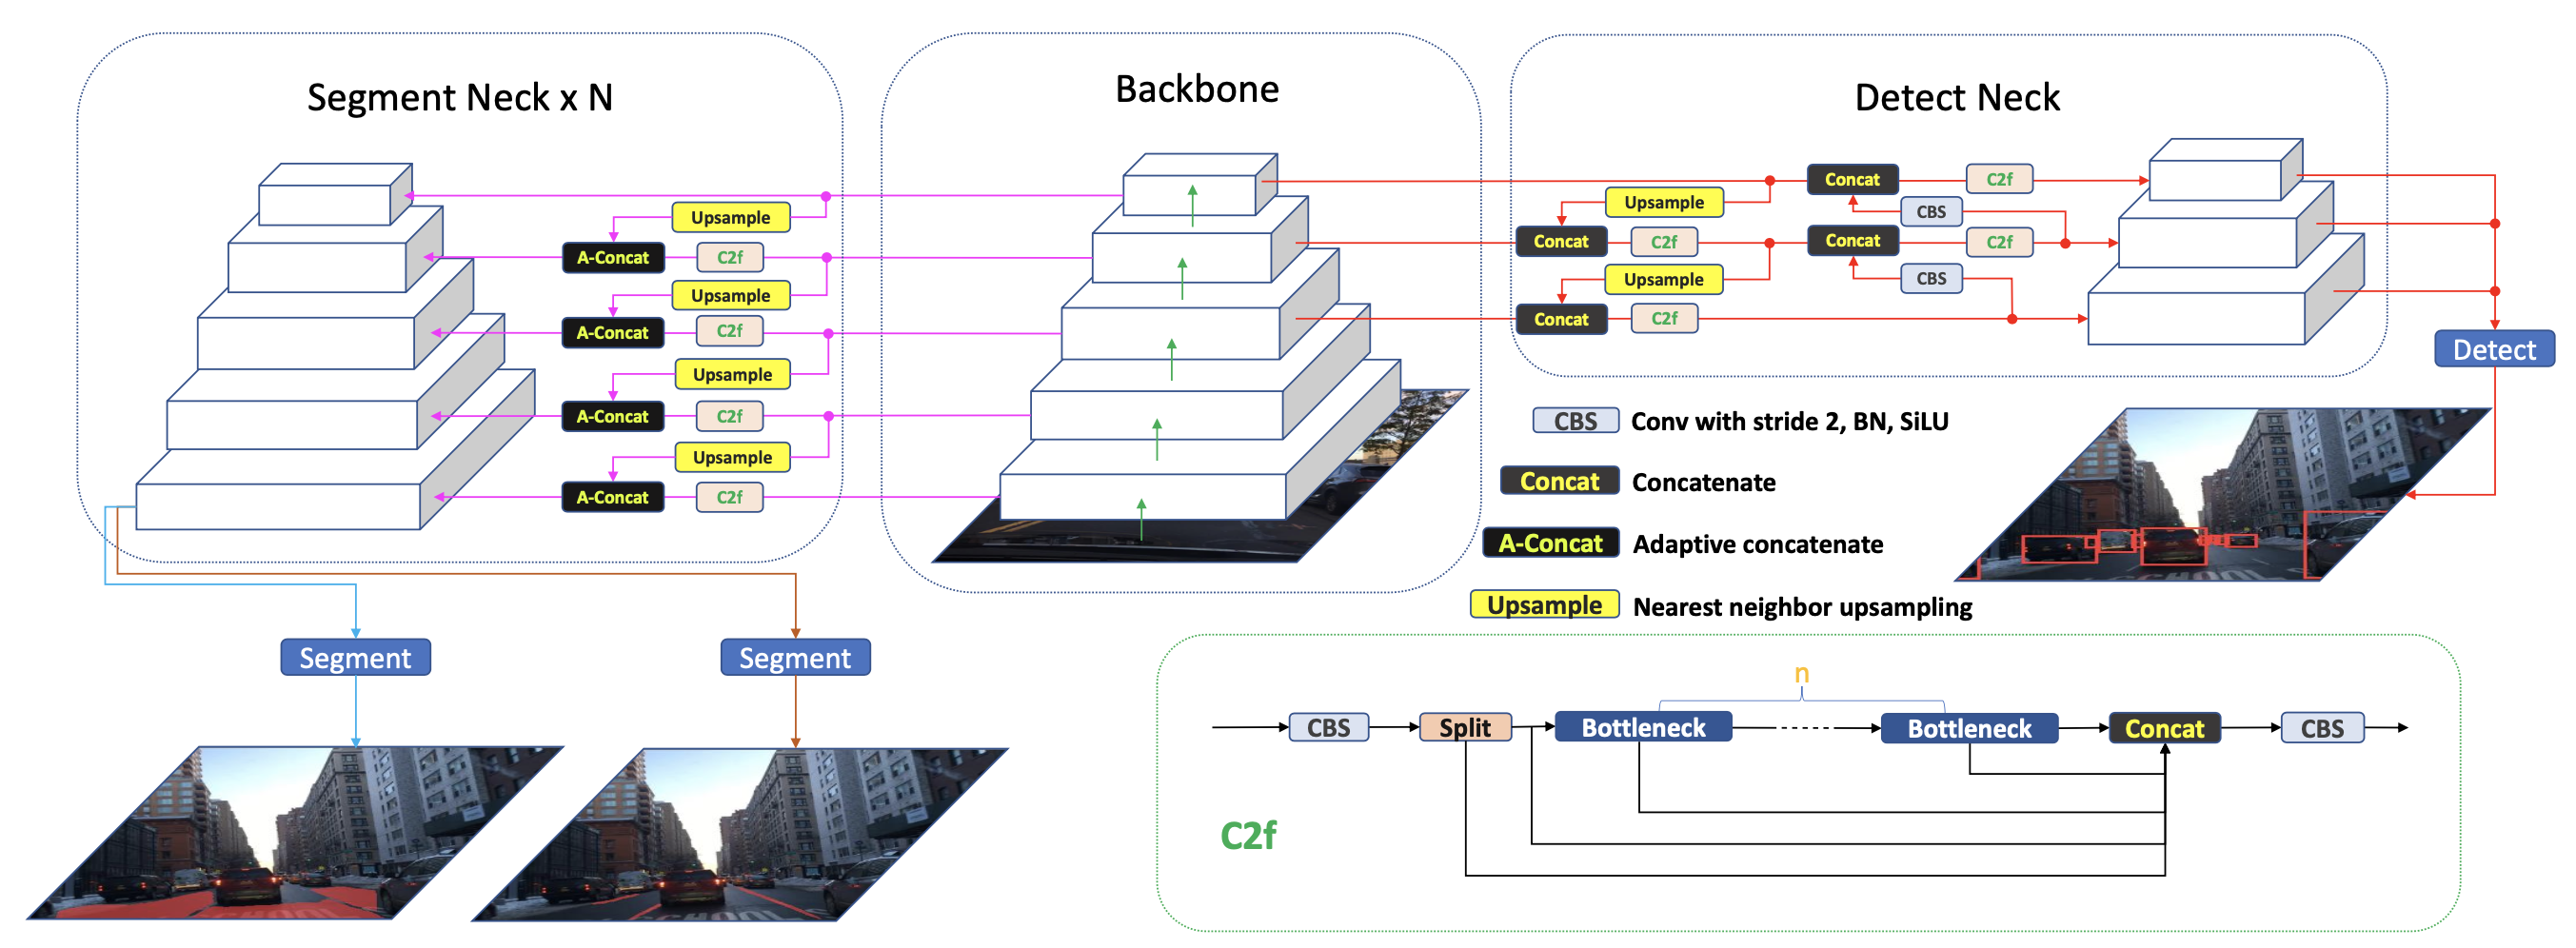 Segment Neck x N
Backbone
Detect Neck
Upsample
A-Concat C2f
Upsample
A-Concat C2f
Upsample
A-Concat C2f
Upsample
A-Concat C2f
Concat C2f
Upsample
CBS
Concat C2f Concat C2f
Upsample
CBS
Concat C2f
Detect
CBS Conv with stride 2, BN, SiLU
Concat Concatenate
A-Concat Adaptive concatenate
Upsample Nearest neighbor upsampling
Segment
Segment
n
CBS Split Bottleneck Bottleneck Concat CBS
C2f
SCHOOL